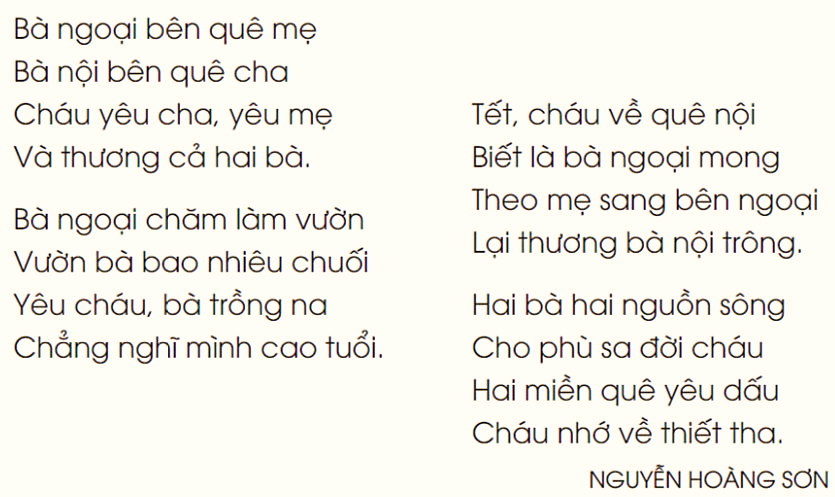 Bà ngoại bên quê mẹ
Bà nội bên quê cha
Cháu yêu cha, yêu mẹ
Và thương cả hai bà.
Bà ngoại chăm làm vườn
Vườn bà bao nhiêu chuối
Yêu cháu, bà trồng na
Chẳng nghĩ mình cao tuổi.
Tết, cháu về quê nội
Biết là bà ngoại mong
Theo mẹ sang bên ngoại
Lại thương bà nội trông.
Hai bà hai nguồn sông
Cho phù sa đời cháu
Hai miền quê yêu dấu
Cháu nhớ về thiết tha.
NGUYỄN HOÀNG SƠN